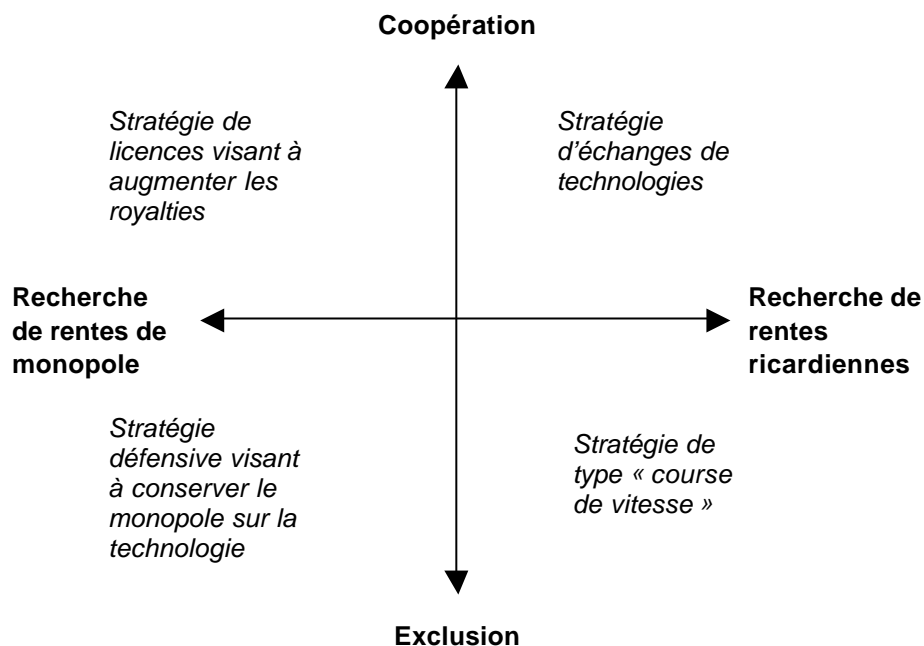 Coopération
Stratégie de
licences visant à
augmenter les
royalties
Stratégie
d'échanges de
technologies
Recherche
de rentes de
monopole
Recherche de
rentes
ricardiennes
Stratégie
défensive visant
à conserver le
monopole sur la
technologie
Stratégie de
type « course
de vitesse »
Exclusion